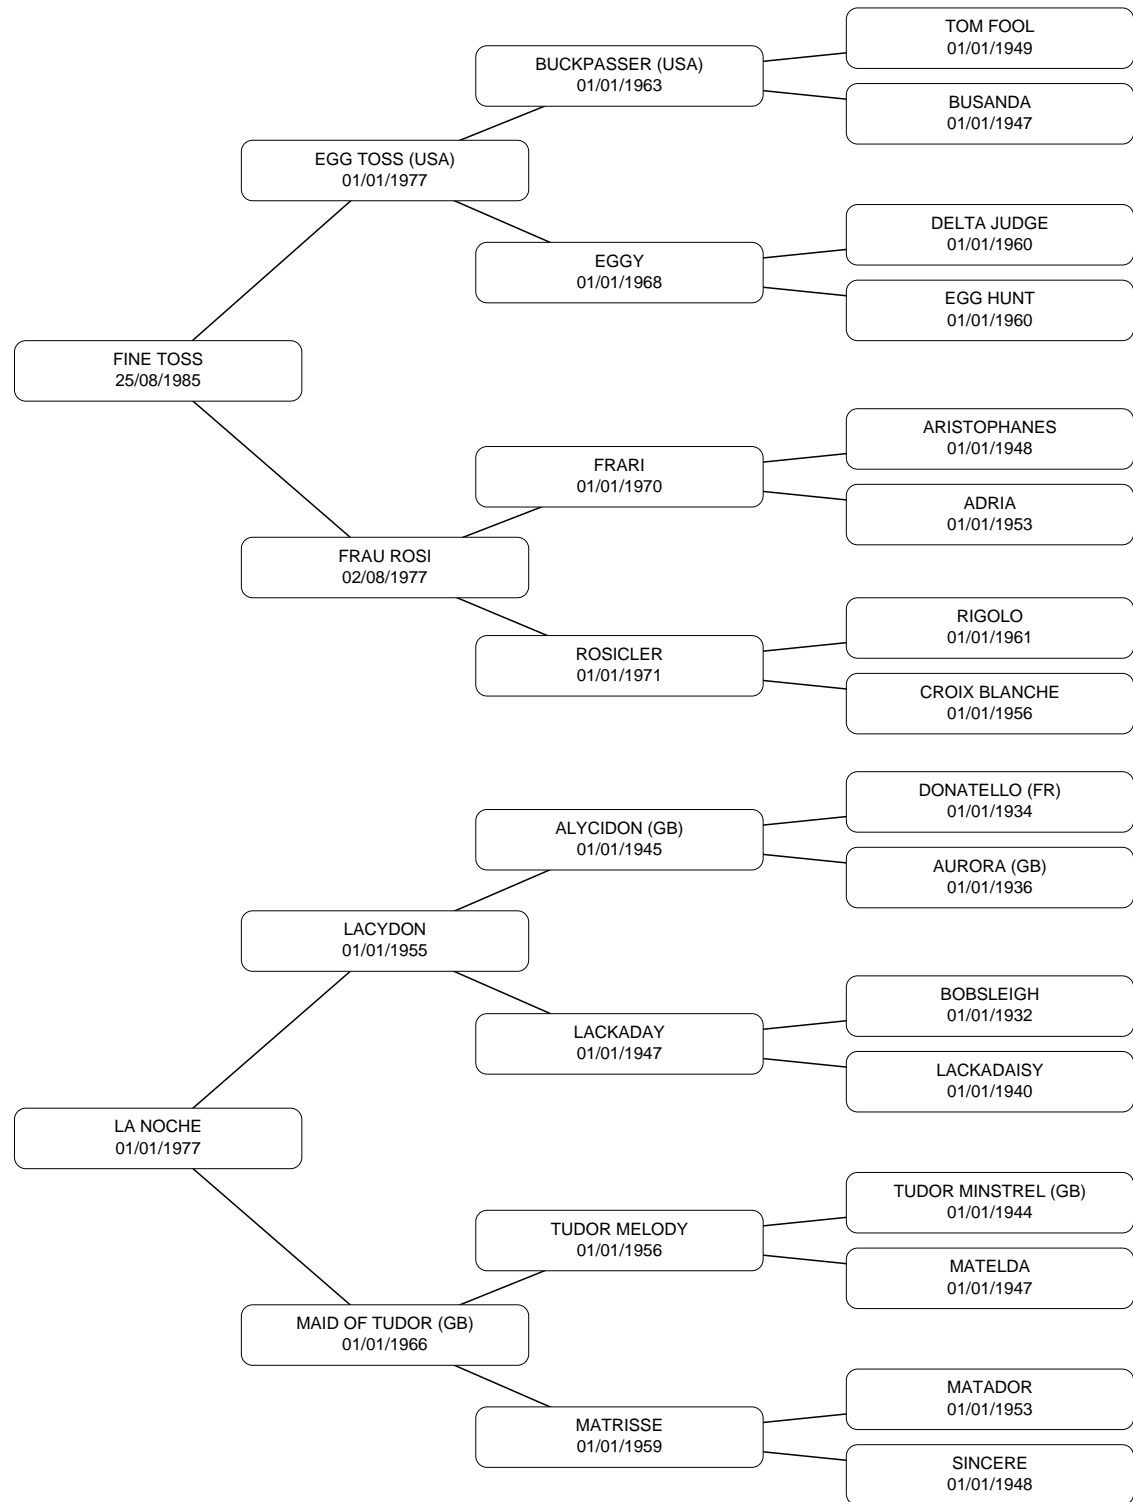 TOM FOOL
01/01/1949
BUCKPASSER (USA)
01/01/1963
BUSANDA
01/01/1947
EGG TOSS (USA)
01/01/1977
DELTA JUDGE
01/01/1960
EGGY
01/01/1968
EGG HUNT
01/01/1960
FINE TOSS
25/08/1985
ARISTOPHANES
01/01/1948
FRARI
01/01/1970
ADRIA
01/01/1953
FRAU ROSI
02/08/1977
RIGOLO
01/01/1961
ROSICLER
01/01/1971
CROIX BLANCHE
01/01/1956
DONATELLO (FR)
01/01/1934
ALYCIDON (GB)
01/01/1945
AURORA (GB)
01/01/1936
LACYDON
01/01/1955
BOBSLEIGH
01/01/1932
LACKADAY
01/01/1947
LACKADAISY
01/01/1940
LA NOCHE
01/01/1977
TUDOR MINSTREL (GB)
01/01/1944
TUDOR MELODY
01/01/1956
MATELDA
01/01/1947
MAID OF TUDOR (GB)
01/01/1966
MATADOR
01/01/1953
MATRISSE
01/01/1959
SINCERE
01/01/1948